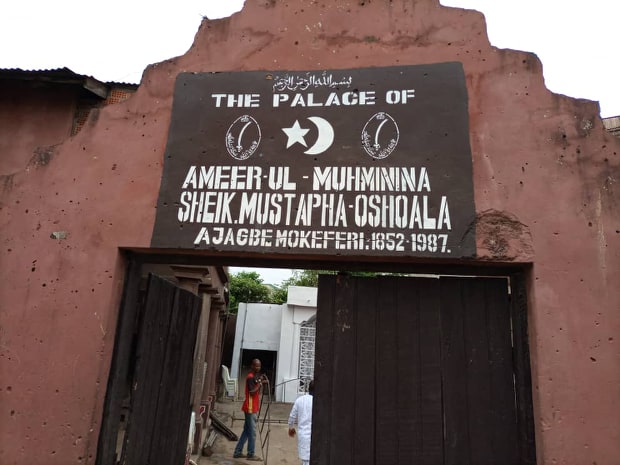 بسم الله الرحمن الرحيم
THE PALACE OF
AMEER-UL-MUHMININA
SHEIK.MUSTAPHA-OSHOALA
AJAGBE MOKEFERI.1852-1987.